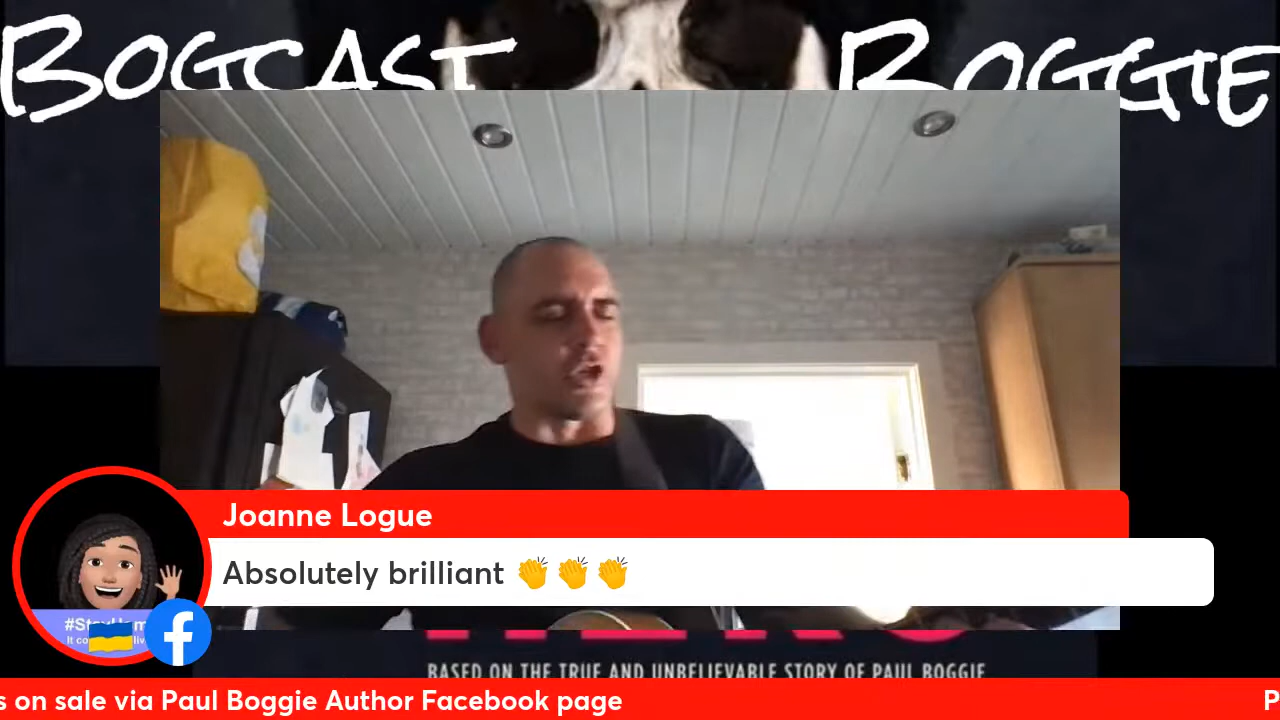 BOGCAST
BOGGIE
Joanne Logue
Absolutely brilliant 👏👏👏
BASED ON THE TRUE AND UNBELIEVABLE STORY OF PAUL BOGGIE
s on sale via Paul Boggie Author Facebook page
P